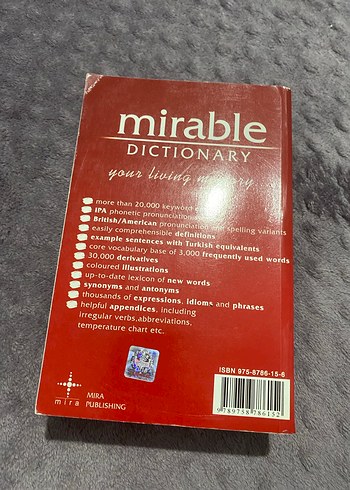 mirable
DICTIONARY
your living memory
more than 20,000 keyword
IPA phonetic pronunciation
British/American pronunciation spelling variants
easily comprehensible definitions
example sentences with Turkish equivalents
core vocabulary base of 3,000 frequently used words
30,000 derivatives
coloured illustrations
up-to-date lexicon of new words
synonyms and antonyms
thousands of expressions, idioms and phrases
helpful appendices, including
irregular verbs,abbreviations,
temperature chart etc.
ISBN 975-8786-15-6
9789758786152
mira
MIRA
PUBLISHING